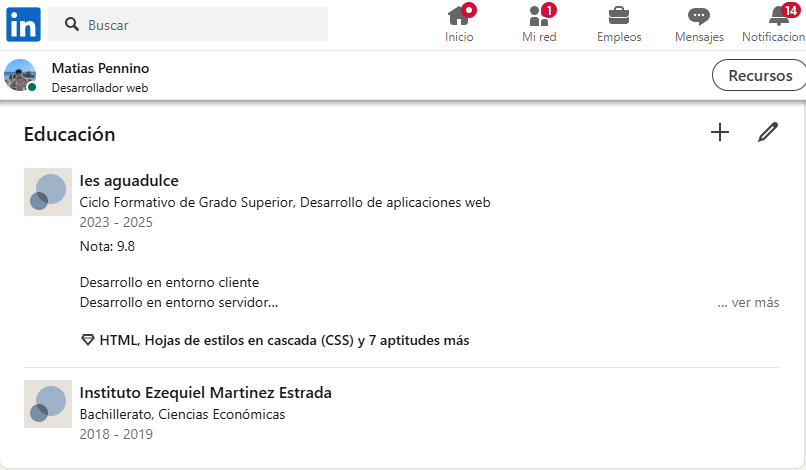 in
Buscar
Inicio
1
Mi red
Empleos
Mensajes
14
Notificacion
Matias Pennino
Desarrollador web
Recursos
Educación
Ies aguadulce
Ciclo Formativo de Grado Superior, Desarrollo de aplicaciones web
2023 - 2025
Nota: 9.8
Desarrollo en entorno cliente
Desarrollo en entorno servidor...
... ver más
HTML, Hojas de estilos en cascada (CSS) y 7 aptitudes más
Instituto Ezequiel Martinez Estrada
Bachillerato, Ciencias Económicas
2018 - 2019